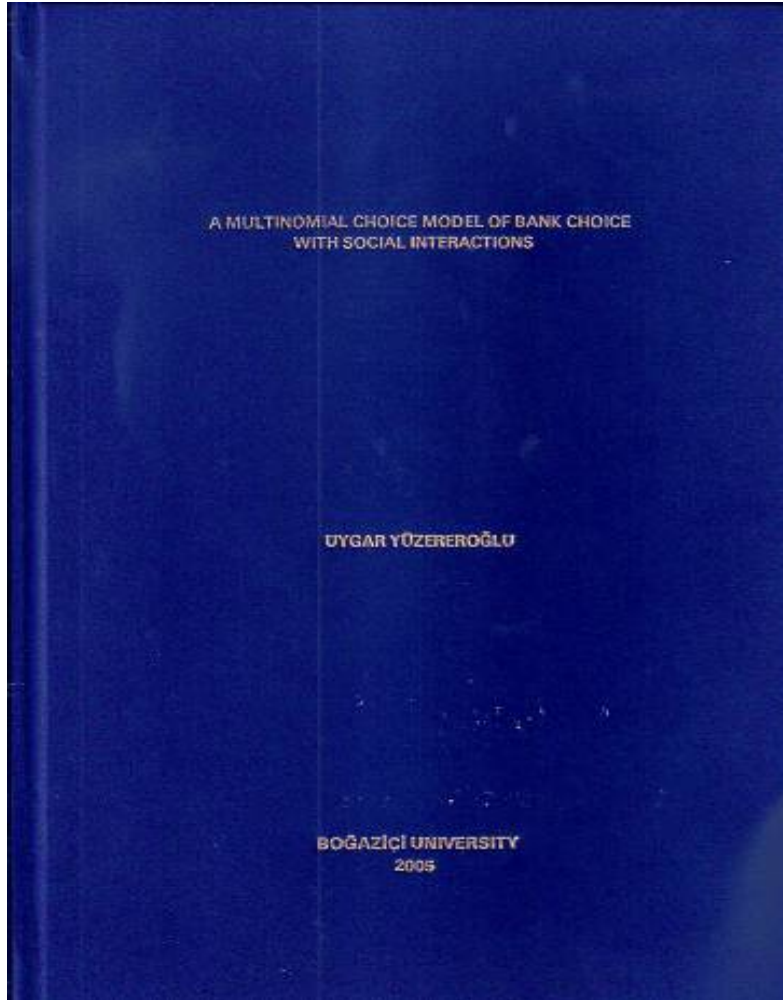 A MULTINOMIAL CHOICE MODEL OF BANK CHOICE
WITH SOCIAL INTERACTIONS
UYGAR YÜZEREROĞLU
BOĞAZİÇİ UNIVERSITY
2005